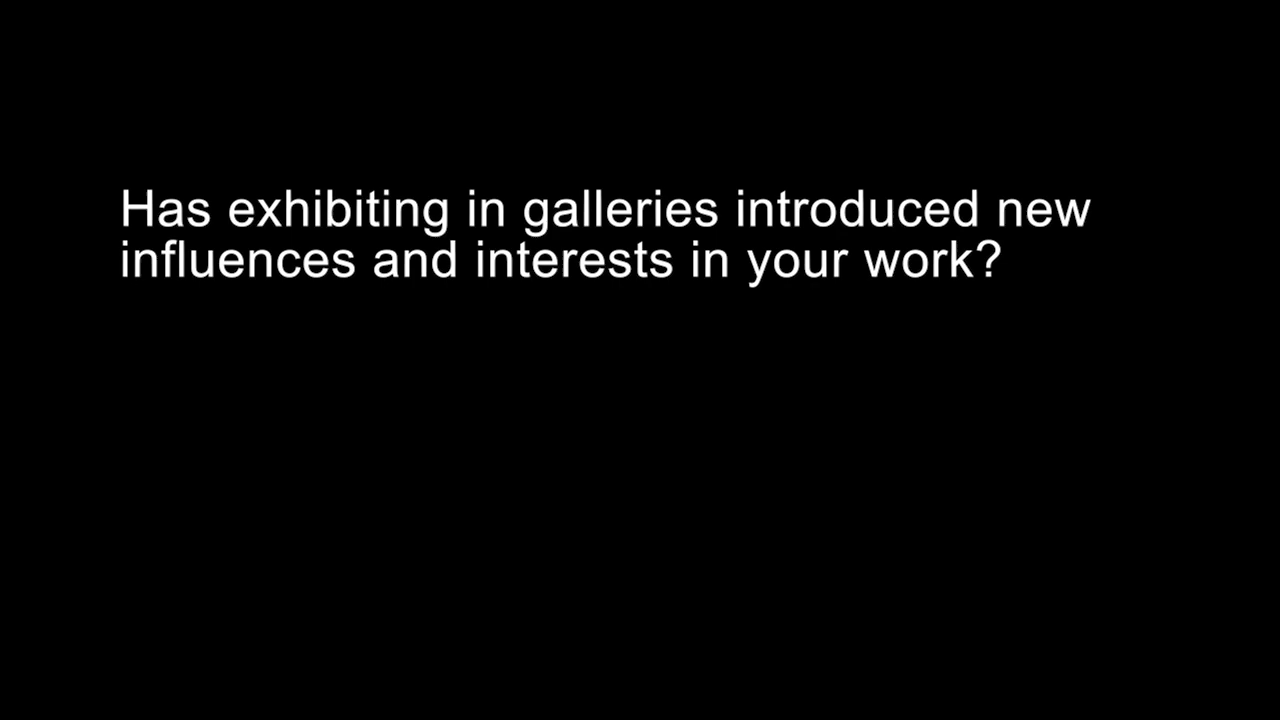 Has exhibiting in galleries introduced new
influences and interests in your work?